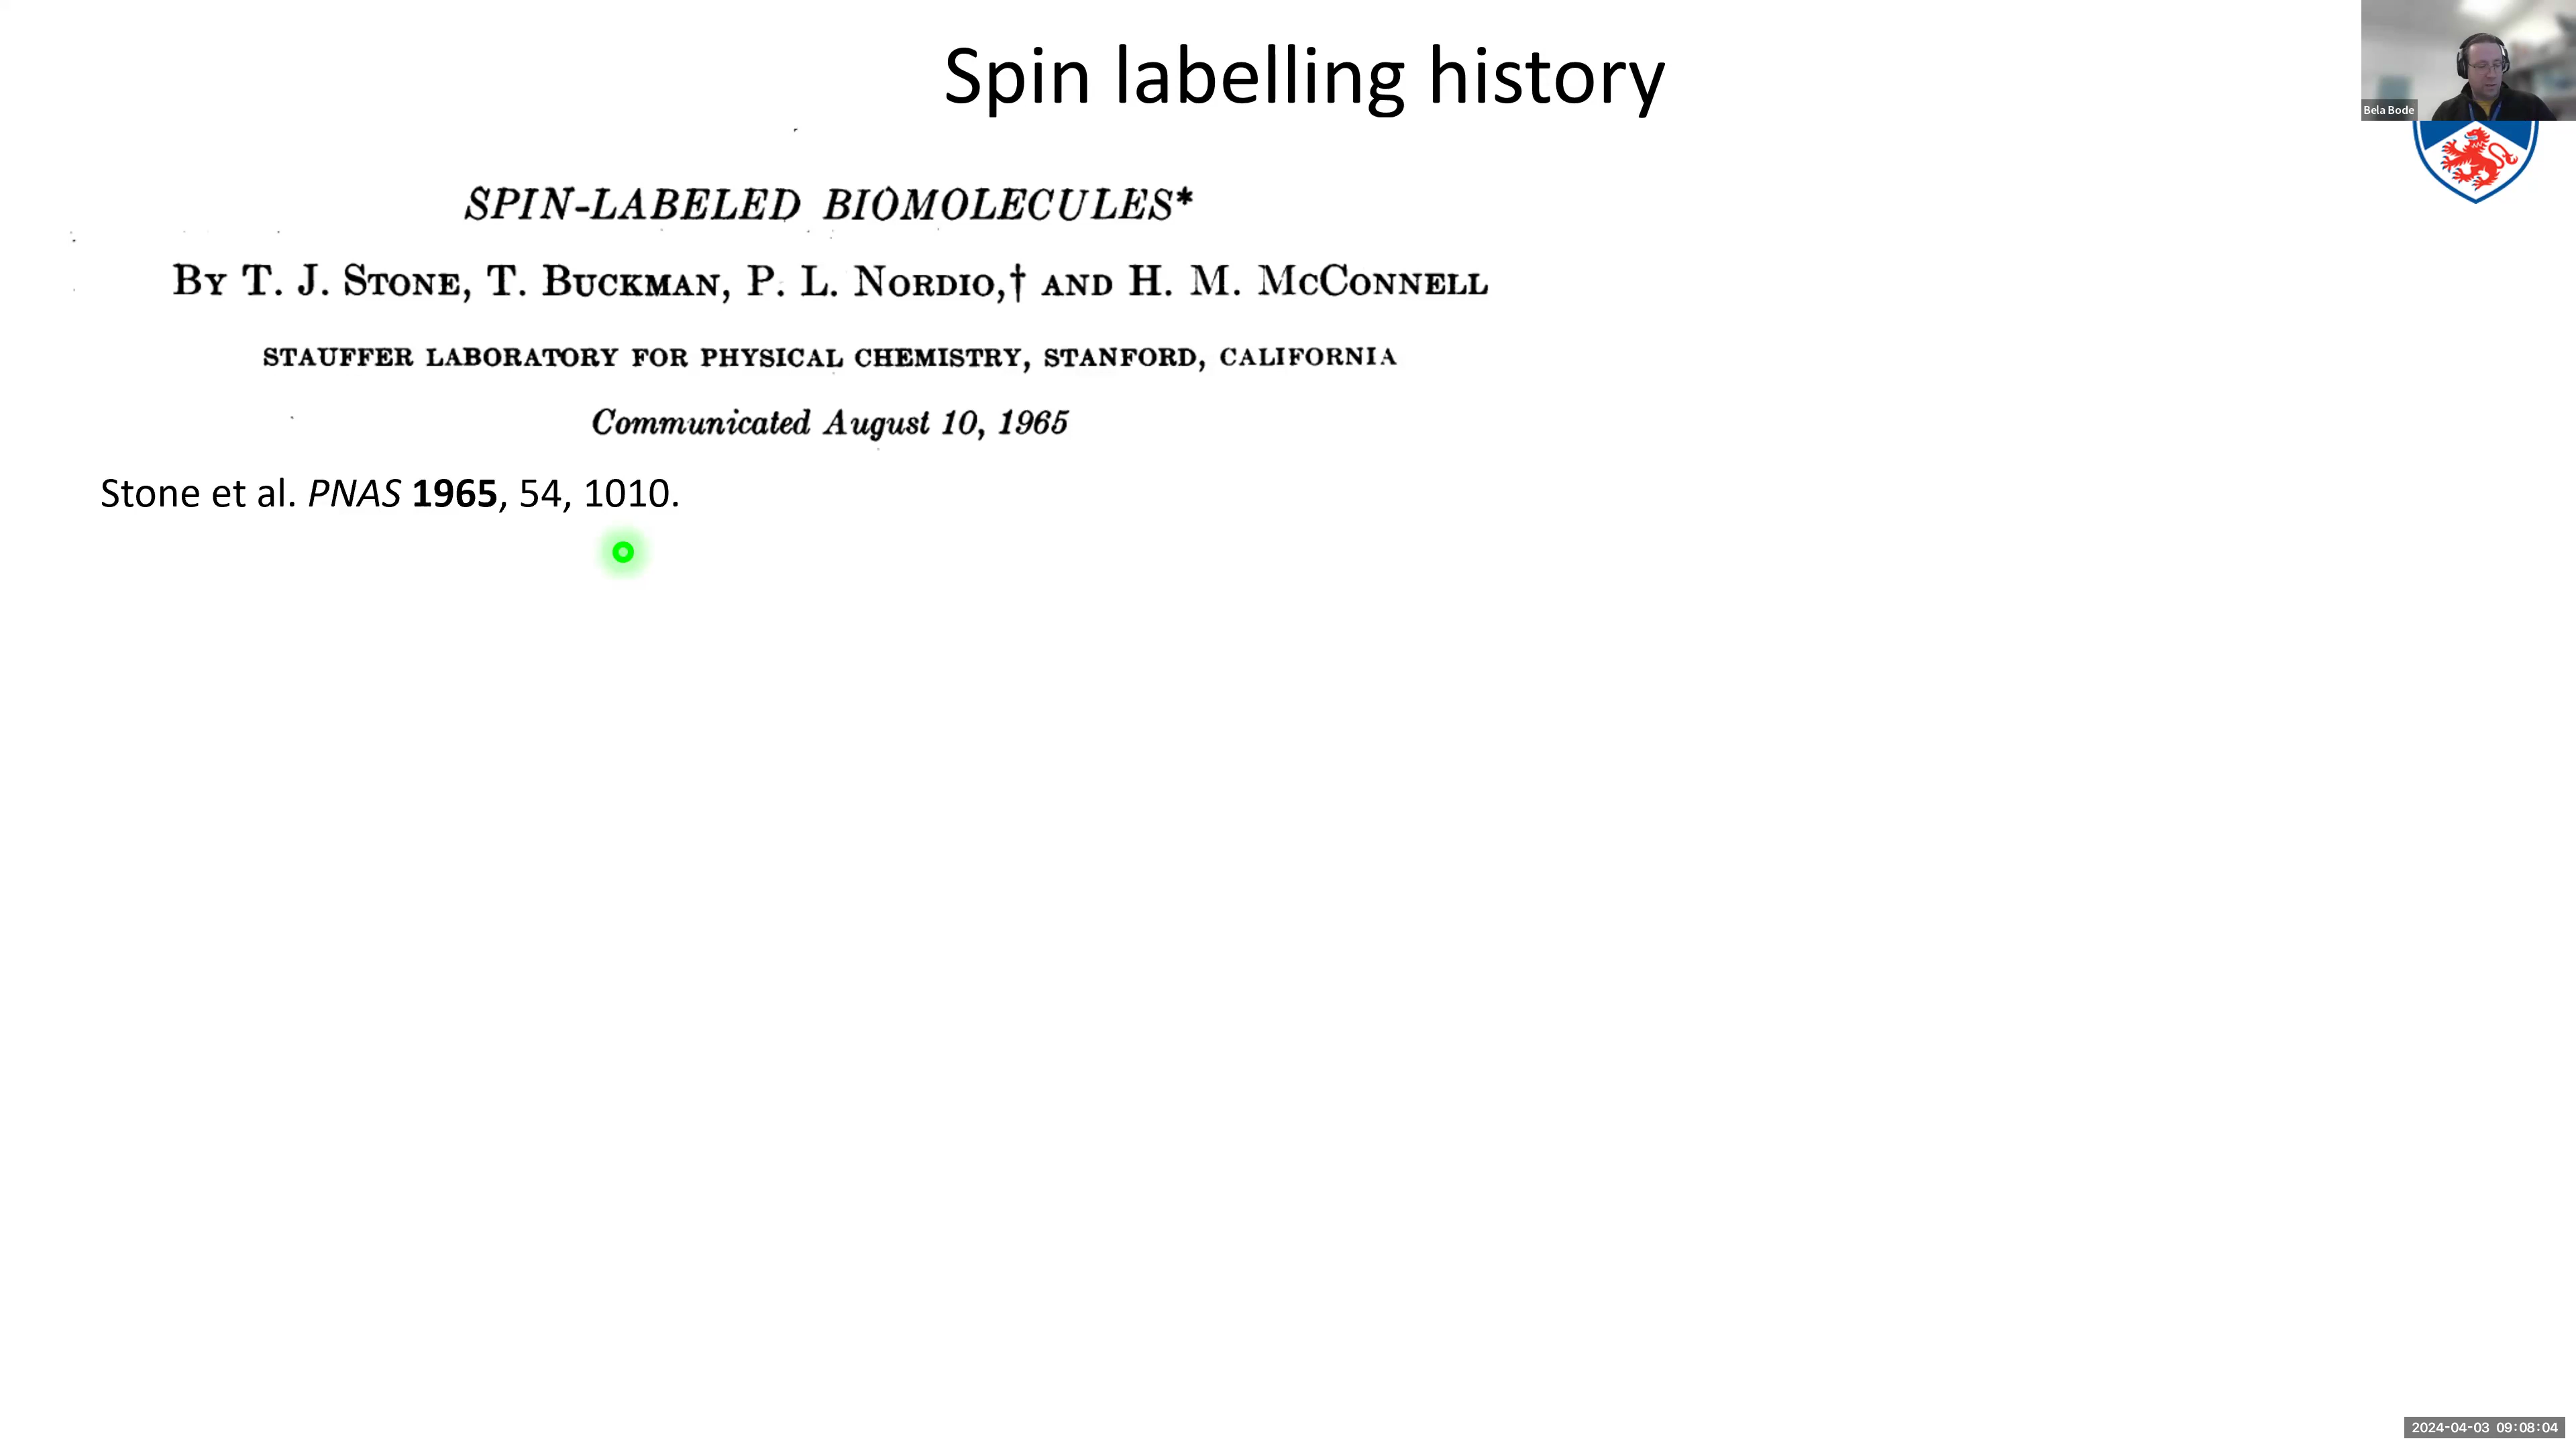 Spin labelling history
Bela Bode
SPIN-LABELED BIOMOLECULES*
By T. J. Stone, T. Buckman, P. L. Nordio,† and H. M. McConnell
STAUFFER LABORATORY FOR PHYSICAL CHEMISTRY, STANFORD, CALIFORNIA
Communicated August 10, 1965
Stone et al. PNAS 1965, 54, 1010.
2024-04-03 09:08:04